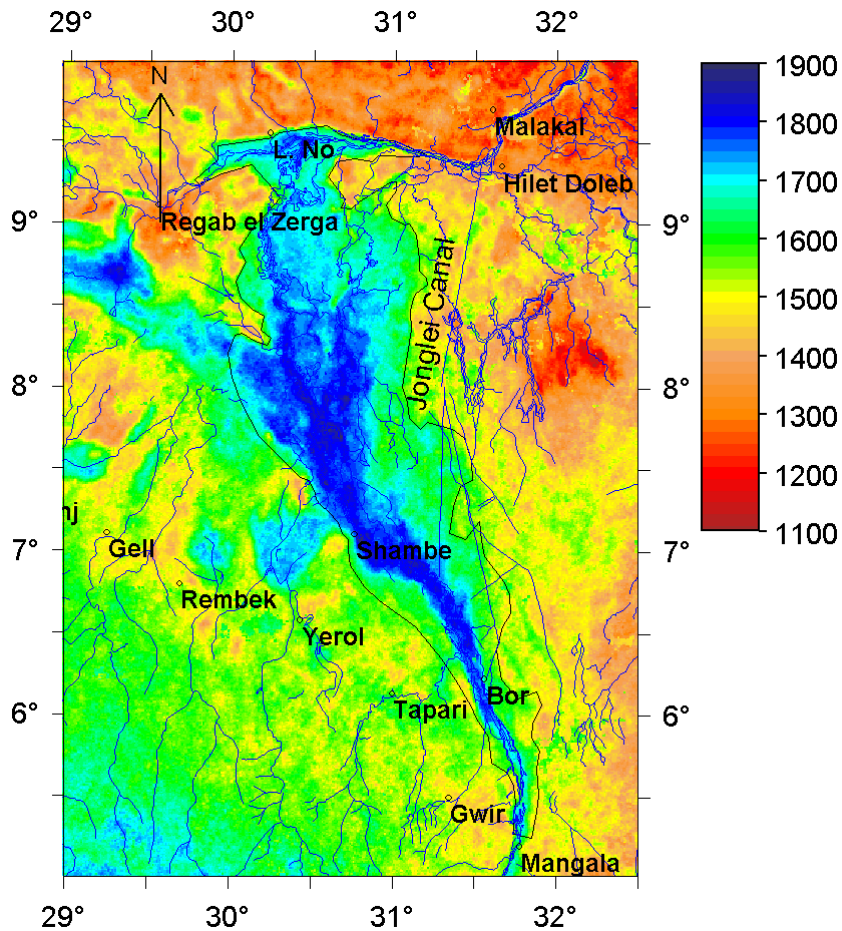 29° 30° 31° 32°
N
1900
Malakal
1800
L. No
Hilet Doleb
1700
9° Regab el Zerga 9°
1600
Jonglei Canal
1500
1400
8° 8°
1300
1200
nj
1100
7° Gell Shambe 7°
Rembek
Yerol
Bor
6° Tapari 6°
Gwir
Mangala
29° 30° 31° 32°